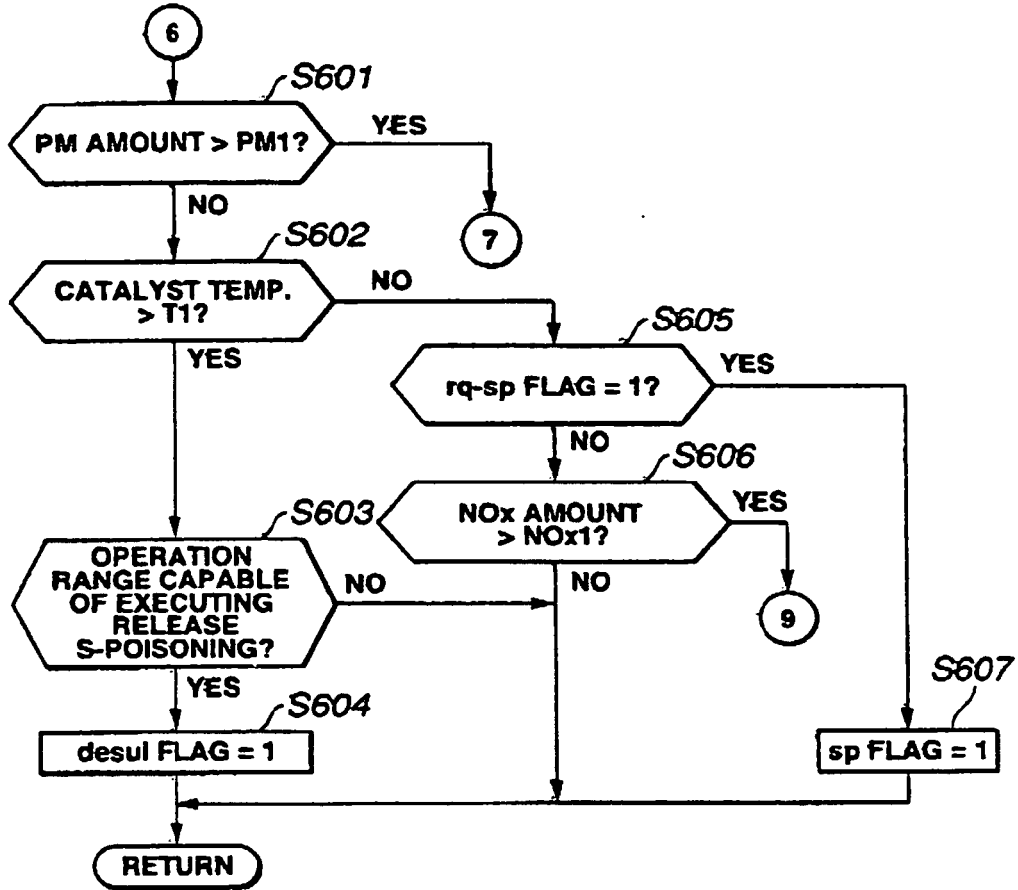 6
S601
PM AMOUNT > PM1?
YES
NO
7
S602
CATALYST TEMP.
> T1?
NO
YES
S605
rq-sp FLAG = 1?
YES
NO
S606
NOx AMOUNT
> NOx1?
YES
NO
9
S603
OPERATION
RANGE CAPABLE
OF EXECUTING
RELEASE
S-POISONING?
NO
YES
S604
desul FLAG = 1
S607
sp FLAG = 1
RETURN